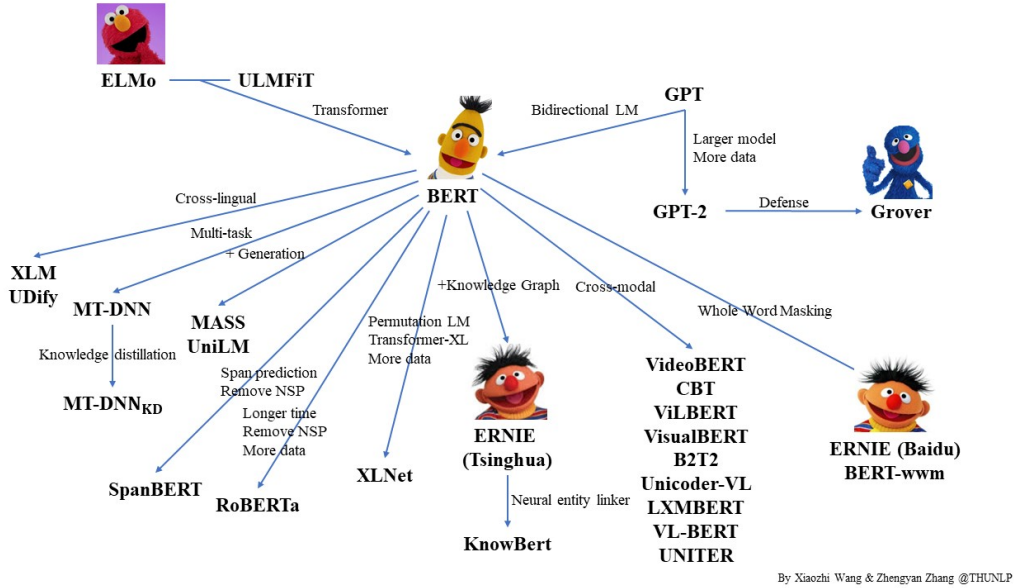 ELMo
ULMFiT
GPT
Transformer
Bidirectional LM
Larger model
More data
BERT
GPT-2
Defense
Grover
Cross-lingual
Multi-task
+ Generation
XLM
UDify
MT-DNN
MASS
UniLM
+Knowledge Graph
Cross-modal
Whole Word Masking
Permutation LM
Transformer-XL
More data
Knowledge distillation
Span prediction
Remove NSP
MT-DNNKD
Longer time
Remove NSP
More data
VideoBERT
CBT
ViLBERT
VisualBERT
B2T2
Unicoder-VL
LXMBERT
VL-BERT
UNITER
ERNIE
(Tsinghua)
ERNIE (Baidu)
BERT-wwm
SpanBERT
RoBERTa
XLNet
Neural entity linker
KnowBert
By Xiaozhi Wang & Zhengyan Zhang @THUNLP